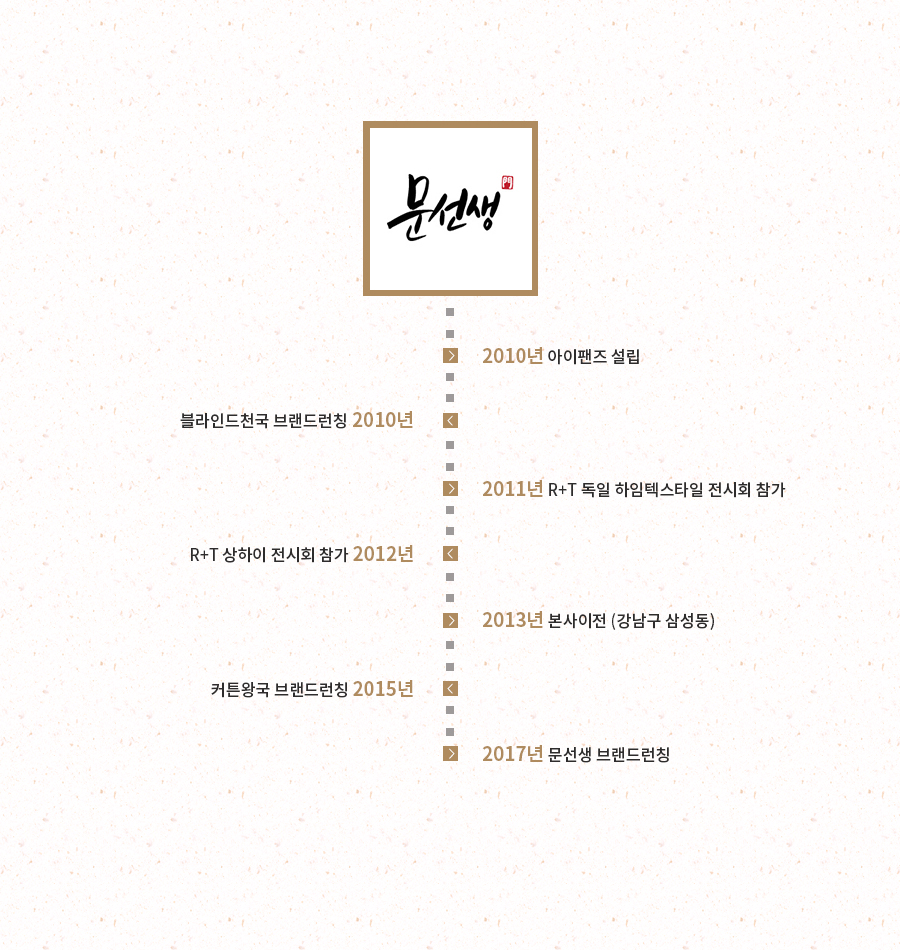 문선생
2010년 아이팬즈 설립
블라인드천국 브랜드런칭 2010년
2011년 R+T 독일 하임텍스타일 전시회 참가
R+T 상하이 전시회 참가 2012년
2013년 본사이전 (강남구 삼성동)
커튼왕국 브랜드런칭 2015년
2017년 문선생 브랜드런칭